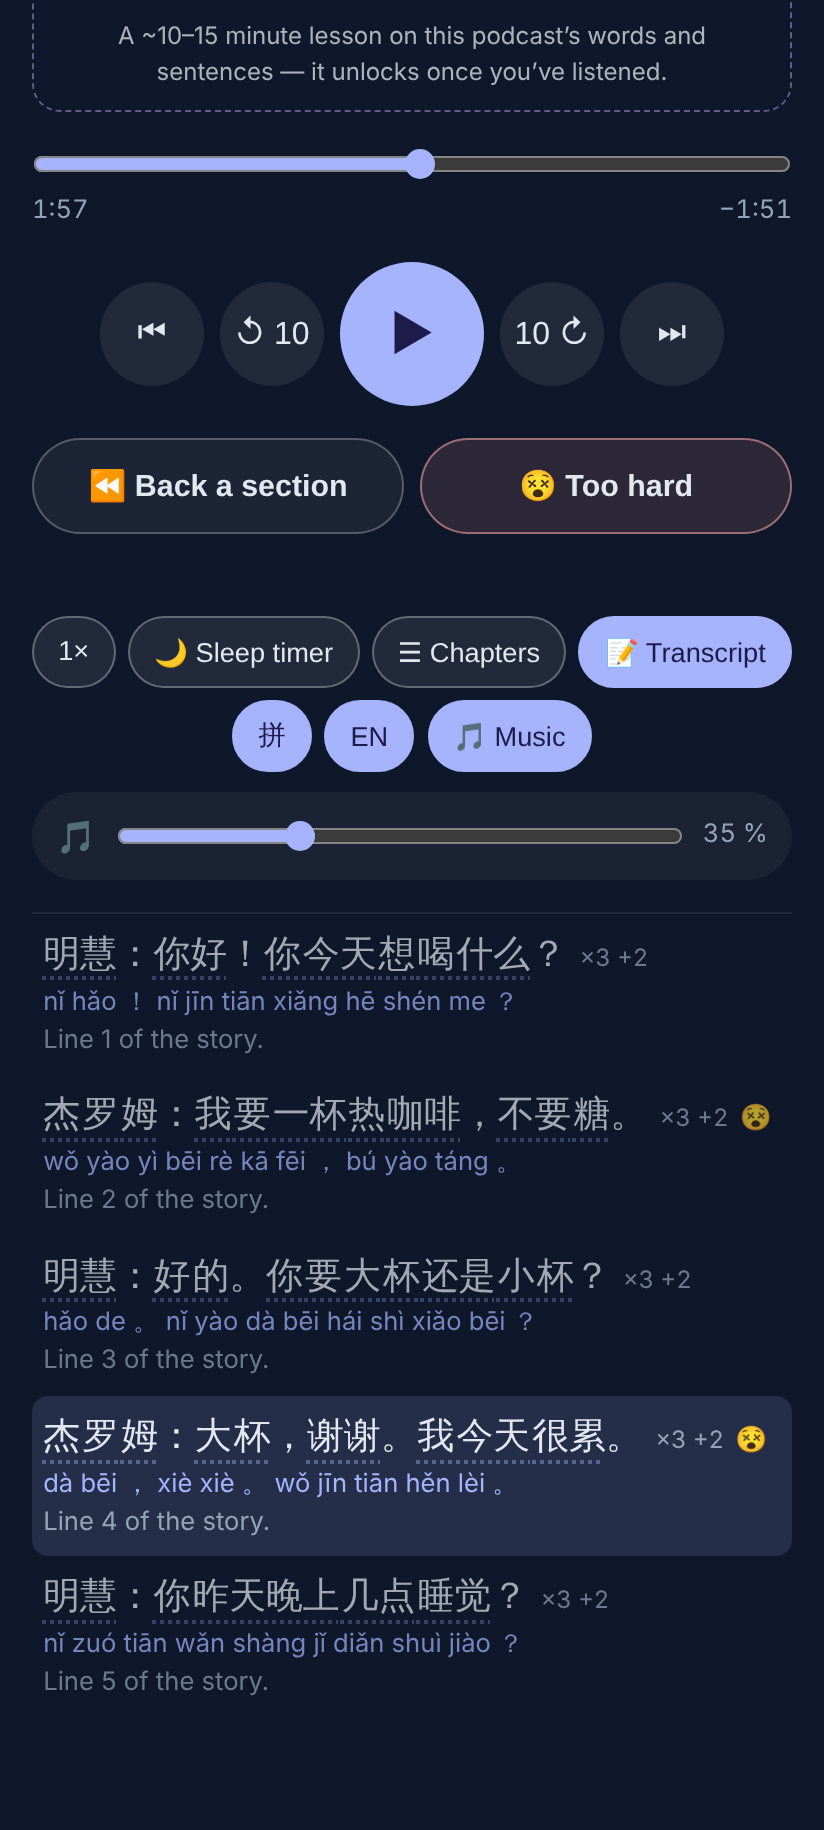 A ~10–15 minute lesson on this podcast’s words and
sentences — it unlocks once you’ve listened.
1:57 −1:51
⏮ 10 ▶ 10 ⏭
⏪ Back a section 😵 Too hard
1× 🌙 Sleep timer ☰ Chapters 📝 Transcript
拼 EN 🎵 Music
🎵 35 %
明慧：你好！你今天想喝什么？ ×3 +2
nǐ hǎo ！ nǐ jīn tiān xiǎng hē shén me ？
Line 1 of the story.
杰罗姆：我要一杯热咖啡，不要糖。 ×3 +2 😵
wǒ yào yì bēi rè kā fēi ， bú yào táng 。
Line 2 of the story.
明慧：好的。你要大杯还是小杯？ ×3 +2
hǎo de 。 nǐ yào dà bēi hái shì xiǎo bēi ？
Line 3 of the story.
杰罗姆：大杯，谢谢。我今天很累。 ×3 +2 😵
dà bēi ， xiè xiè 。 wǒ jīn tiān hěn lèi 。
Line 4 of the story.
明慧：你昨天晚上几点睡觉？ ×3 +2
nǐ zuó tiān wǎn shàng jǐ diǎn shuì jiào ？
Line 5 of the story.